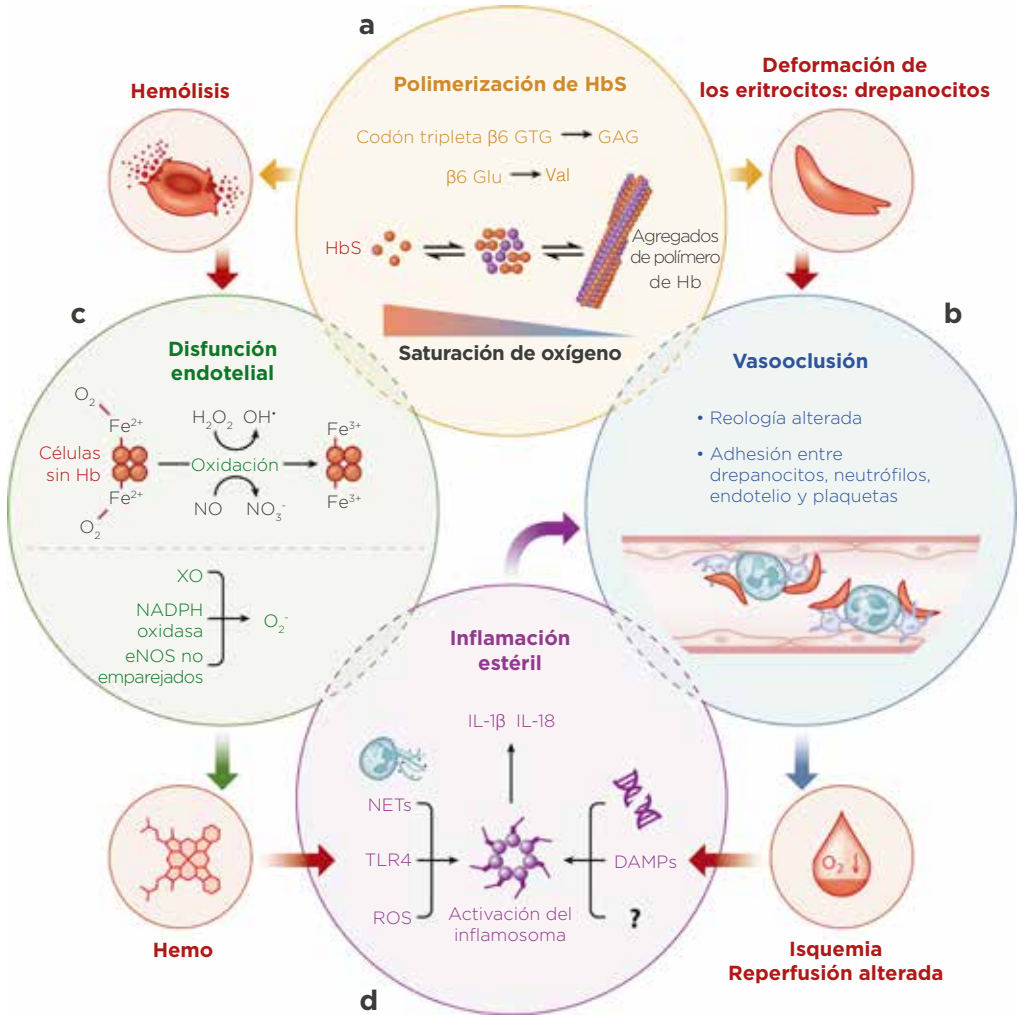 a
Hemólisis
Polimerización de HbS
Deformación de
los eritrocitos: drepanocitos
Codón tripleta β6 GTG → GAG
β6 Glu → Val
HbS
Agregados
de polímero
de Hb
Saturación de oxígeno
c
Disfunción
endotelial
O₂
Fe²⁺
H₂O₂ OH•
Fe³⁺
Células
sin Hb
Oxidación
Fe²⁺
NO NO₃⁻
Fe³⁺
O₂
XO
NADPH
oxidasa
O₂⁻
eNOS no
emparejados
b
Vasooclusión
• Reología alterada
• Adhesión entre
drepanocitos, neutrófilos,
endotelio y plaquetas
Inflamación
estéril
IL-1β IL-18
NETs
TLR4
DAMPs
ROS
?
Activación del
inflamosoma
Hemo
O₂ ↓
Isquemia
Reperfusión alterada
d